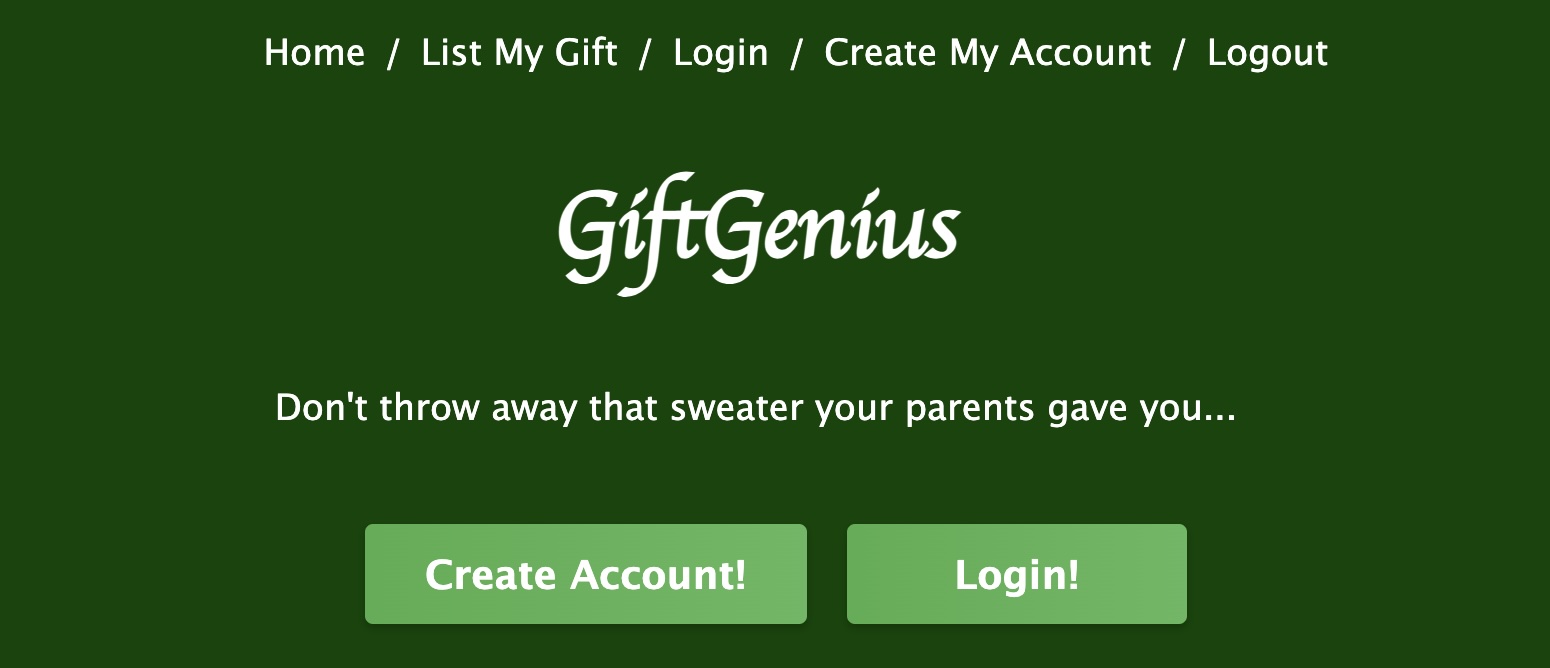 Home / List My Gift / Login / Create My Account / Logout
GiftGenius
Don't throw away that sweater your parents gave you...
Create Account! Login!